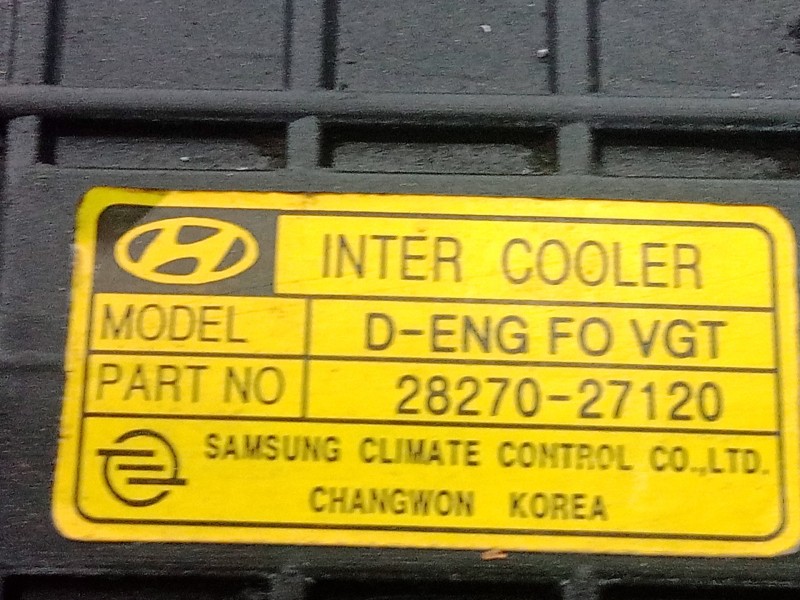 INTER COOLER
MODEL D-ENG FO VGT
PART NO 28270-27120
SAMSUNG CLIMATE CONTROL CO.,LTD.
CHANGWON KOREA